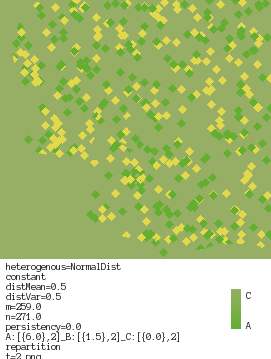 heterogenous=NormalDist
constant
distMean=0.5
distVar=0.5
m=259.0
n=271.0
persistency=0.0
A:[{6.0},2]_B:[{1.5},2]_C:[{0.0},2]
repartition
t=2.png
C
A